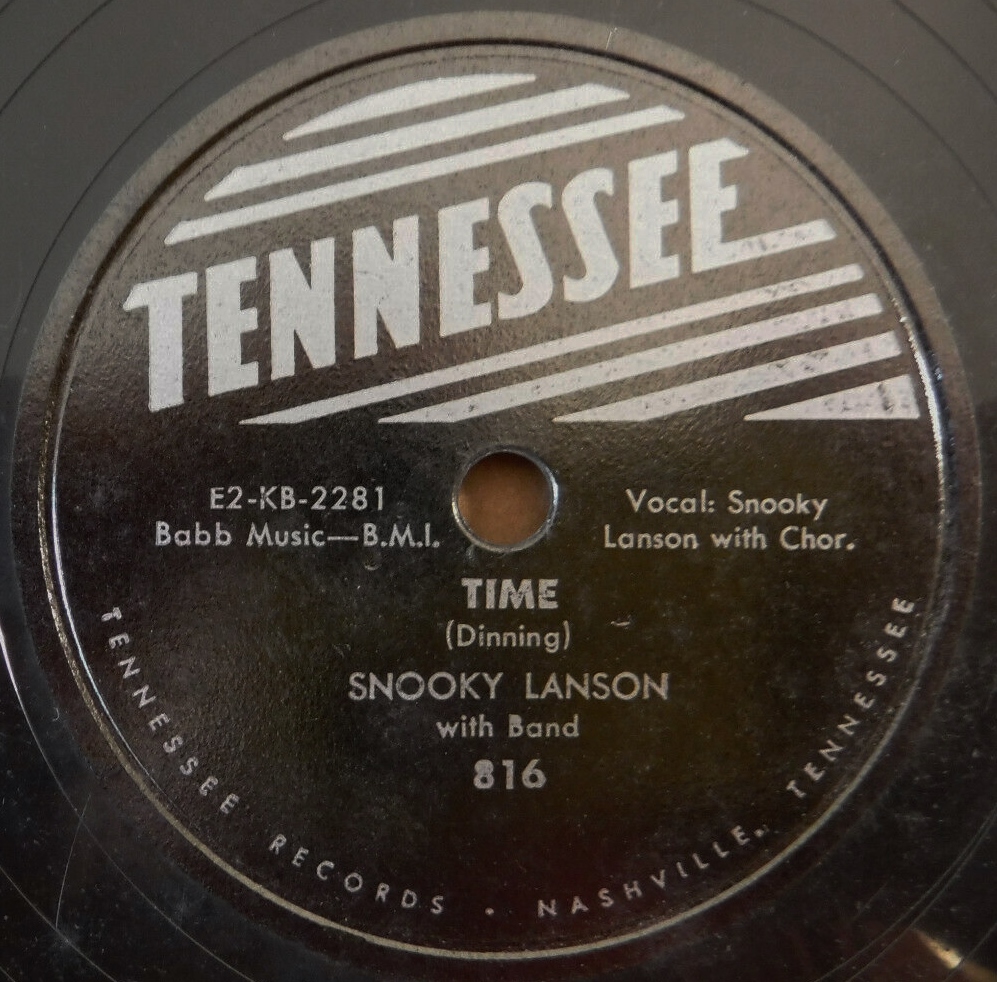 TENNESSEE
E2-KB-2281
Babb Music—B.M.I.
Vocal: Snooky
Lanson with Chor.
TIME
(Dinning)
SNOOKY LANSON
with Band
816
TENNESSEE RECORDS • NASHVILLE, TENNESSEE